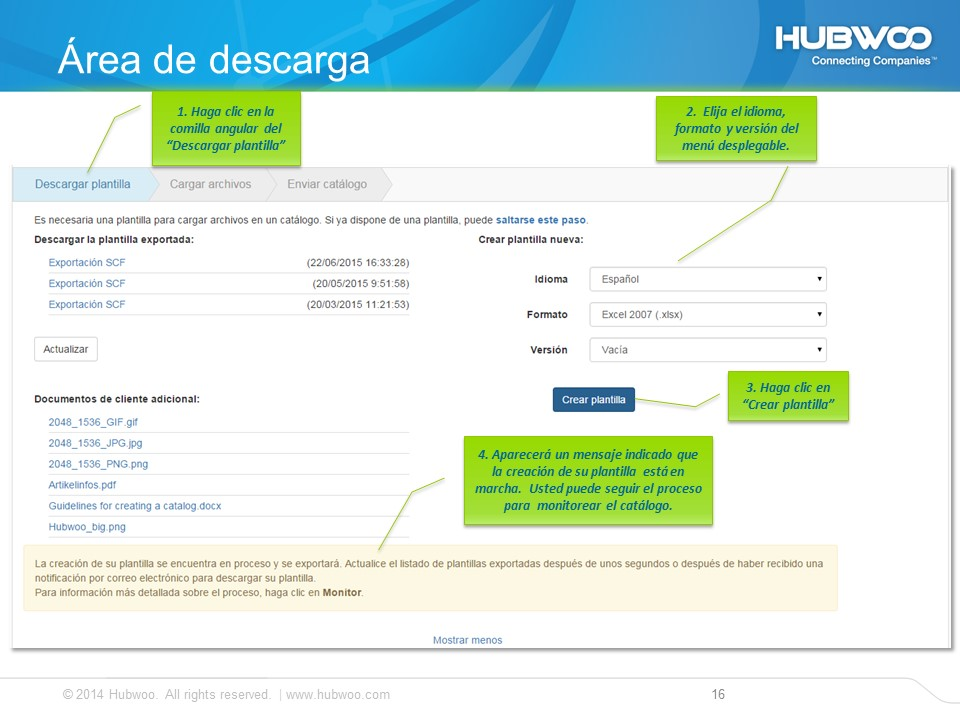 Área de descarga
HUBWOO
Connecting Companies™
1. Haga clic en la
comilla angular del
“Descargar plantilla”
2. Elija el idioma,
formato y versión del
menú desplegable.
Descargar plantilla
Cargar archivos
Enviar catálogo
Es necesaria una plantilla para cargar archivos en un catálogo. Si ya dispone de una plantilla, puede saltarse este paso.
Descargar la plantilla exportada:
Exportación SCF (22/06/2015 16:33:28)
Exportación SCF (20/05/2015 9:51:58)
Exportación SCF (20/03/2015 11:21:53)
Actualizar
Crear plantilla nueva:
Idioma Español
Formato Excel 2007 (.xlsx)
Versión Vacía
Crear plantilla
3. Haga clic en
“Crear plantilla”
Documentos de cliente adicional:
2048_1536_GIF.gif
2048_1536_JPG.jpg
2048_1536_PNG.png
Artikelinfos.pdf
Guidelines for creating a catalog.docx
Hubwoo_big.png
4. Aparecerá un mensaje indicado que
la creación de su plantilla está en
marcha. Usted puede seguir el proceso
para monitorear el catálogo.
La creación de su plantilla se encuentra en proceso y se exportará. Actualice el listado de plantillas exportadas después de unos segundos o después de haber recibido una
notificación por correo electrónico para descargar su plantilla.
Para información más detallada sobre el proceso, haga clic en Monitor.
Mostrar menos
© 2014 Hubwoo. All rights reserved. | www.hubwoo.com
16